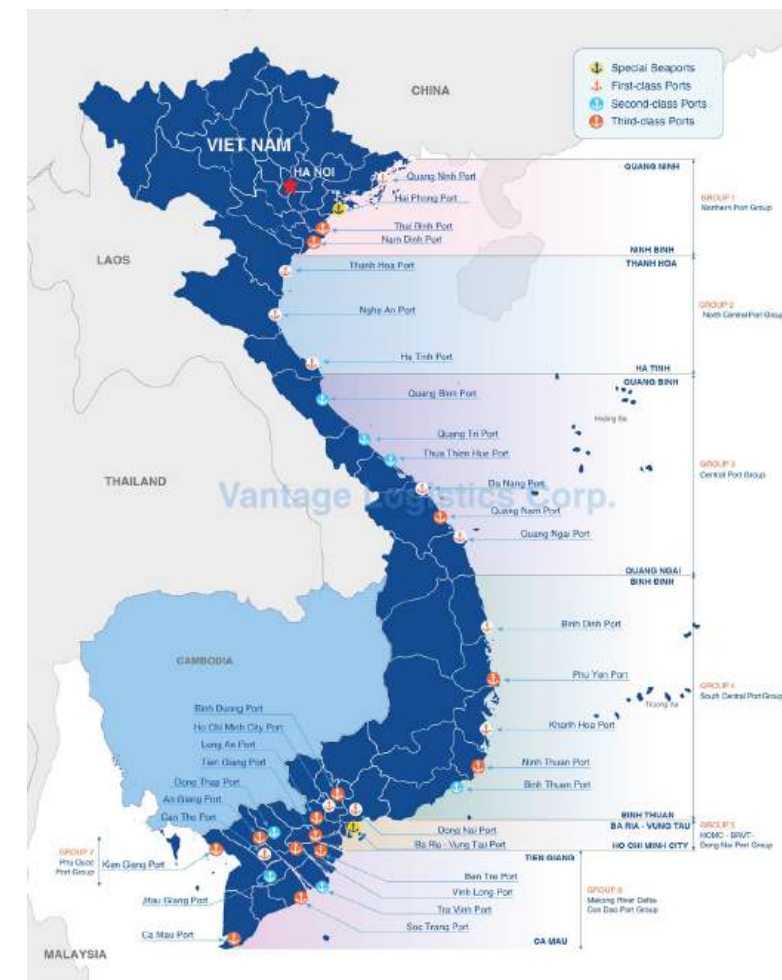 Special Seaports
First-class Ports
Second-class Ports
Third-class Ports
CHINA
VIET NAM
HA NOI
LAOS
THAILAND
CAMBODIA
MALAYSIA
Vantage Logistics Corp.
QUANG NINH
Quang Ninh Port
Hai Phong Port
Thai Binh Port
Nam Dinh Port
GROUP 1
Northern Port Group
NINH BINH
THANH HOA
Thanh Hoa Port
Nghe An Port
Ha Tinh Port
GROUP 2
North Central Port Group
HA TINH
QUANG BINH
Quang Binh Port
Quang Tri Port
Thua Thien Hue Port
Da Nang Port
Quang Nam Port
Quang Ngai Port
GROUP 3
Central Port Group
QUANG NGAI
BINH DINH
Binh Dinh Port
Phu Yen Port
Khanh Hoa Port
Ninh Thuan Port
Binh Thuan Port
GROUP 4
South Central Port Group
BINH THUAN
BA RIA - VUNG TAU
GROUP 5
HCMC - BRVT-
Dong Nai Port Group
HO CHI MINH CITY
TIEN GIANG
Binh Duong Port
Ho Chi Minh City Port
Long An Port
Tien Giang Port
Dong Thap Port
An Giang Port
Can Tho Port
GROUP 7
Phu Quoc
Port Group
Kien Giang Port
Hau Giang Port
Ca Mau Port
Dong Nai Port
Ba Ria - Vung Tau Port
Ben Tre Port
Vinh Long Port
Tra Vinh Port
Soc Trang Port
GROUP 6
Mekong River Delta-
Con Dao Port Group
CA MAU